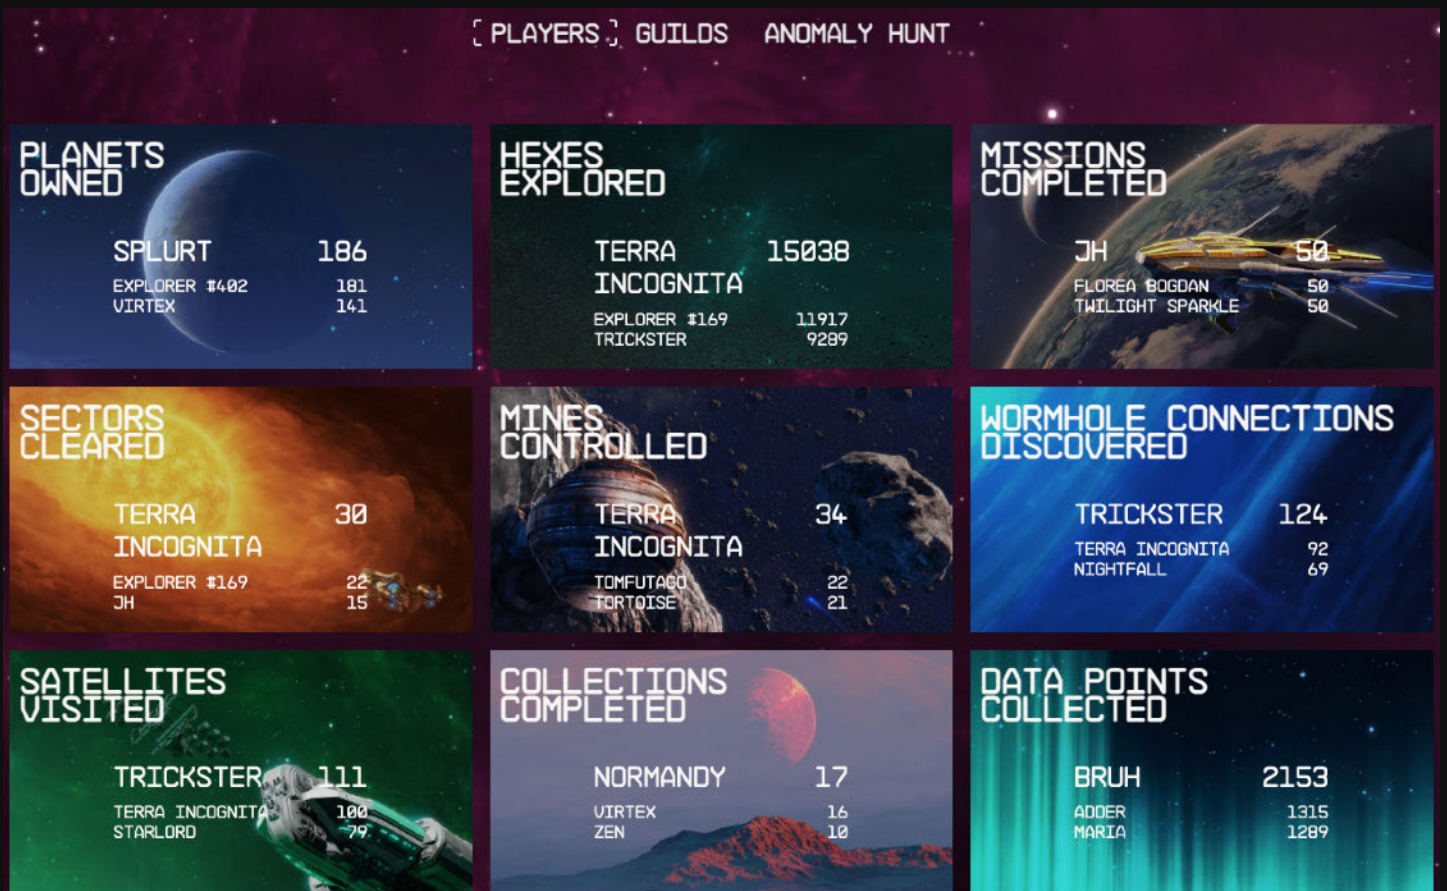 PLAYERS GUILDS ANOMALY HUNT
PLANETS
OWNED
SPLURT 186
EXPLORER #402 181
VIRTEX 141
HEXES
EXPLORED
TERRA 15038
INCOGNITA
EXPLORER #169 11917
TRICKSTER 9289
MISSIONS
COMPLETED
JH 50
FLOREA BOGDAN 50
TWILIGHT SPARKLE 50
SECTORS
CLEARED
TERRA 30
INCOGNITA
EXPLORER #169 22
JH 15
MINES
CONTROLLED
TERRA 34
INCOGNITA
TOMFUTAGO 22
TORTOISE 21
WORMHOLE CONNECTIONS
DISCOVERED
TRICKSTER 124
TERRA INCOGNITA 92
NIGHTFALL 69
SATELLITES
VISITED
TRICKSTER 111
TERRA INCOGNITA 100
STARLORD 79
COLLECTIONS
COMPLETED
NORMANDY 17
VIRTEX 16
ZEN 10
DATA POINTS
COLLECTED
BRUH 2153
ADDER 1315
MARIA 1289